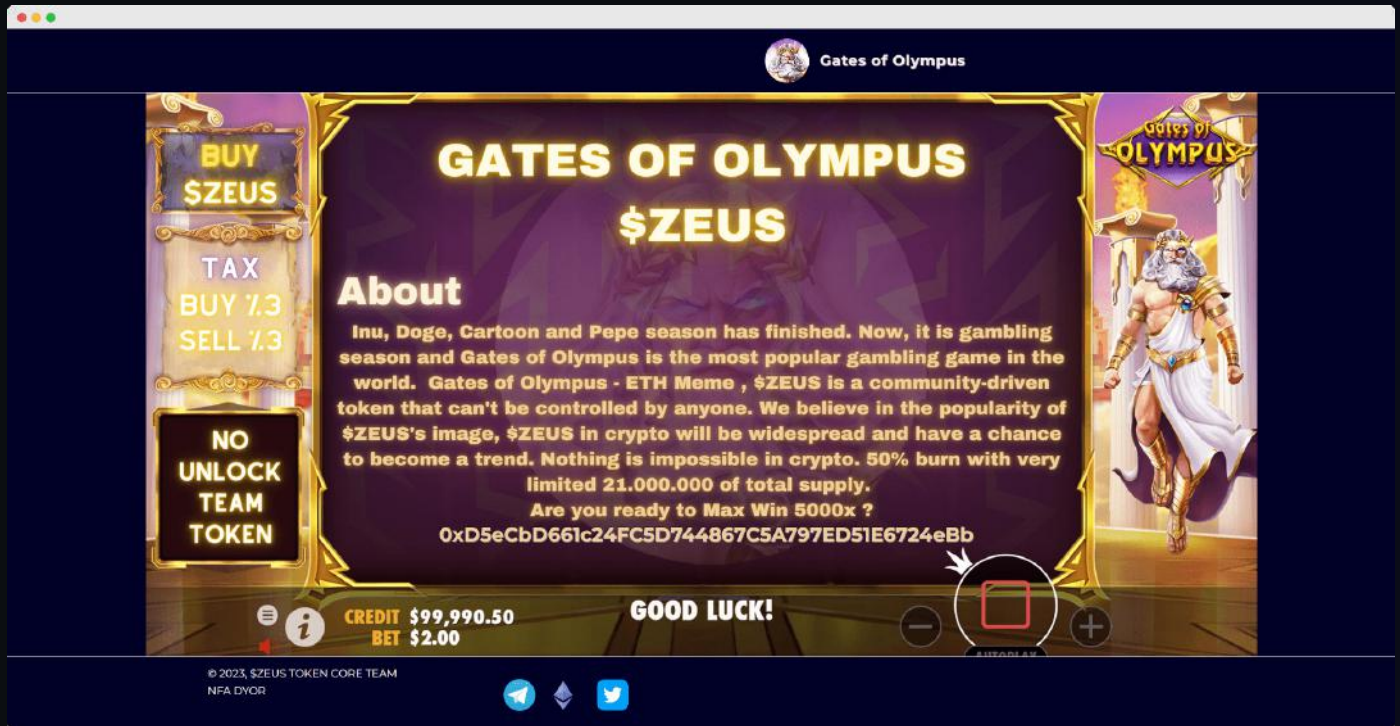 Gates of Olympus
BUY
$ZEUS
TAX
BUY %3
SELL %3
NO
UNLOCK
TEAM
TOKEN
GATES OF OLYMPUS
$ZEUS
About
Inu, Doge, Cartoon and Pepe season has finished. Now, it is gambling
season and Gates of Olympus is the most popular gambling game in the
world.  Gates of Olympus - ETH Meme , $ZEUS is a community-driven
token that can't be controlled by anyone. We believe in the popularity of
$ZEUS's image, $ZEUS in crypto will be widespread and have a chance
to become a trend. Nothing is impossible in crypto. 50% burn with very
limited 21.000.000 of total supply.
Are you ready to Max Win 5000x ?
0xD5eCbD661c24FC5D744867C5A797ED51E6724eBb
Gates of
OLYMPUS
CREDIT $99,990.50
BET $2.00
GOOD LUCK!
AUTOPLAY
© 2023, $ZEUS TOKEN CORE TEAM
NFA DYOR